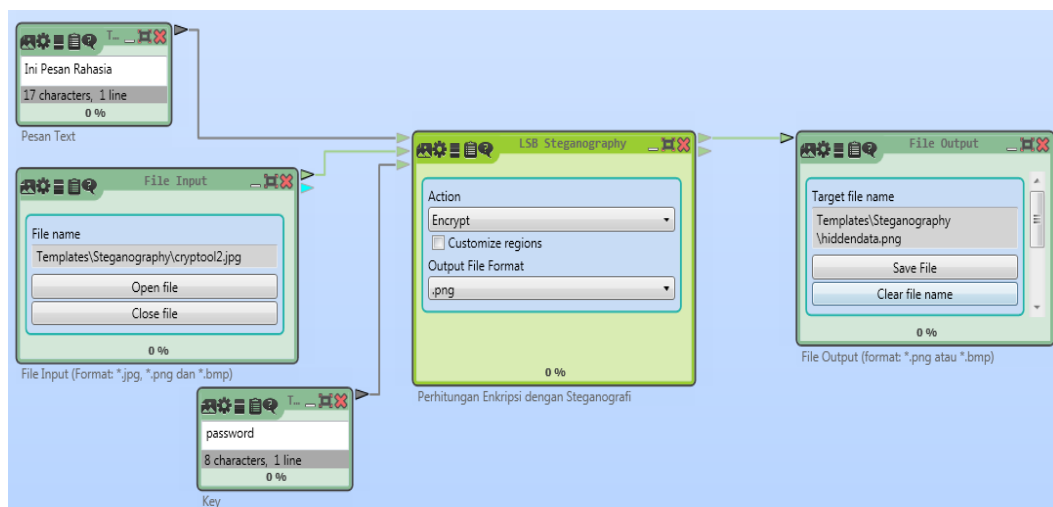 T...
Ini Pesan Rahasia
17 characters, 1 line
0 %
Pesan Text
File Input
File name
Templates\Steganography\cryptool2.jpg
Open file
Close file
0 %
File Input (Format: *.jpg, *.png dan *.bmp)
T...
password
8 characters, 1 line
0 %
Key
LSB Steganography
Action
Encrypt
Customize regions
Output File Format
.png
0 %
Perhitungan Enkripsi dengan Steganografi
File Output
Target file name
Templates\Steganography
\hiddendata.png
Save File
Clear file name
0 %
File Output (format: *.png atau *.bmp)